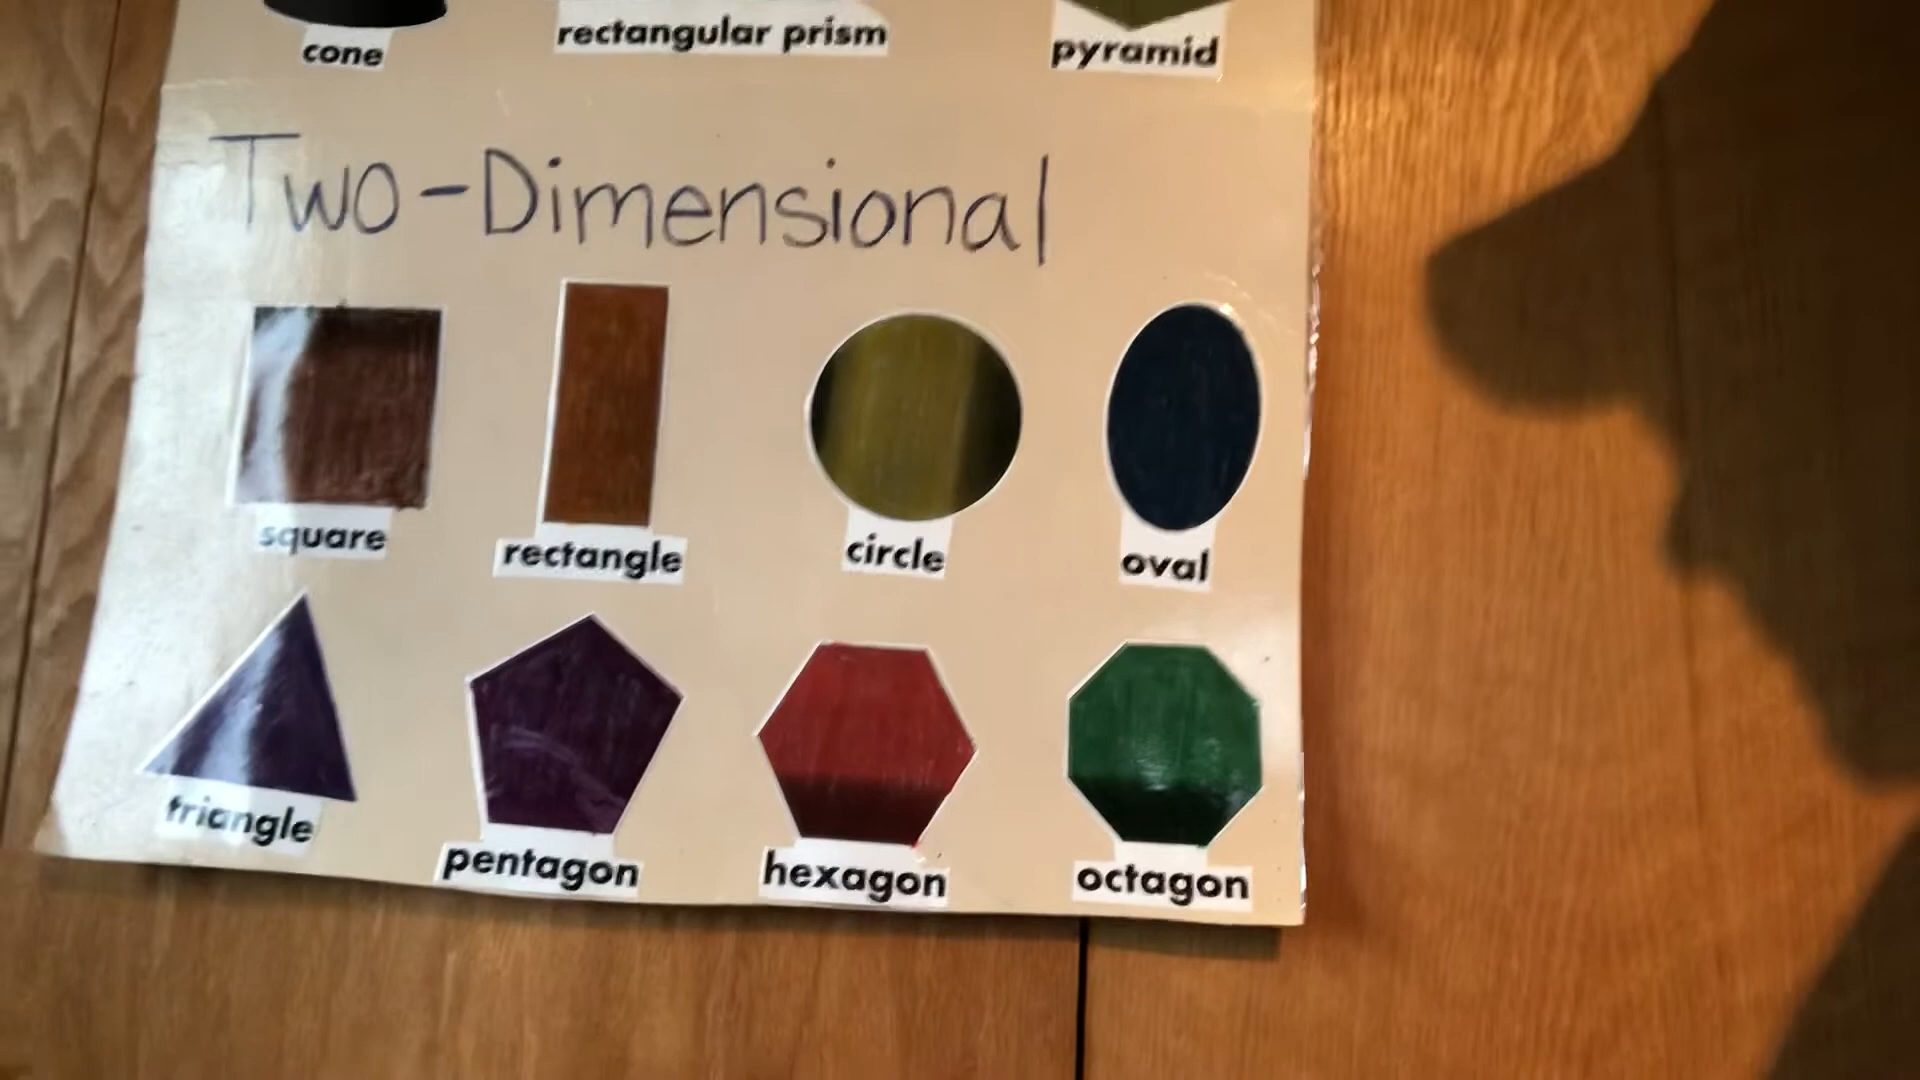 cone rectangular prism pyramid
Two-Dimensional
square rectangle circle oval
triangle pentagon hexagon octagon